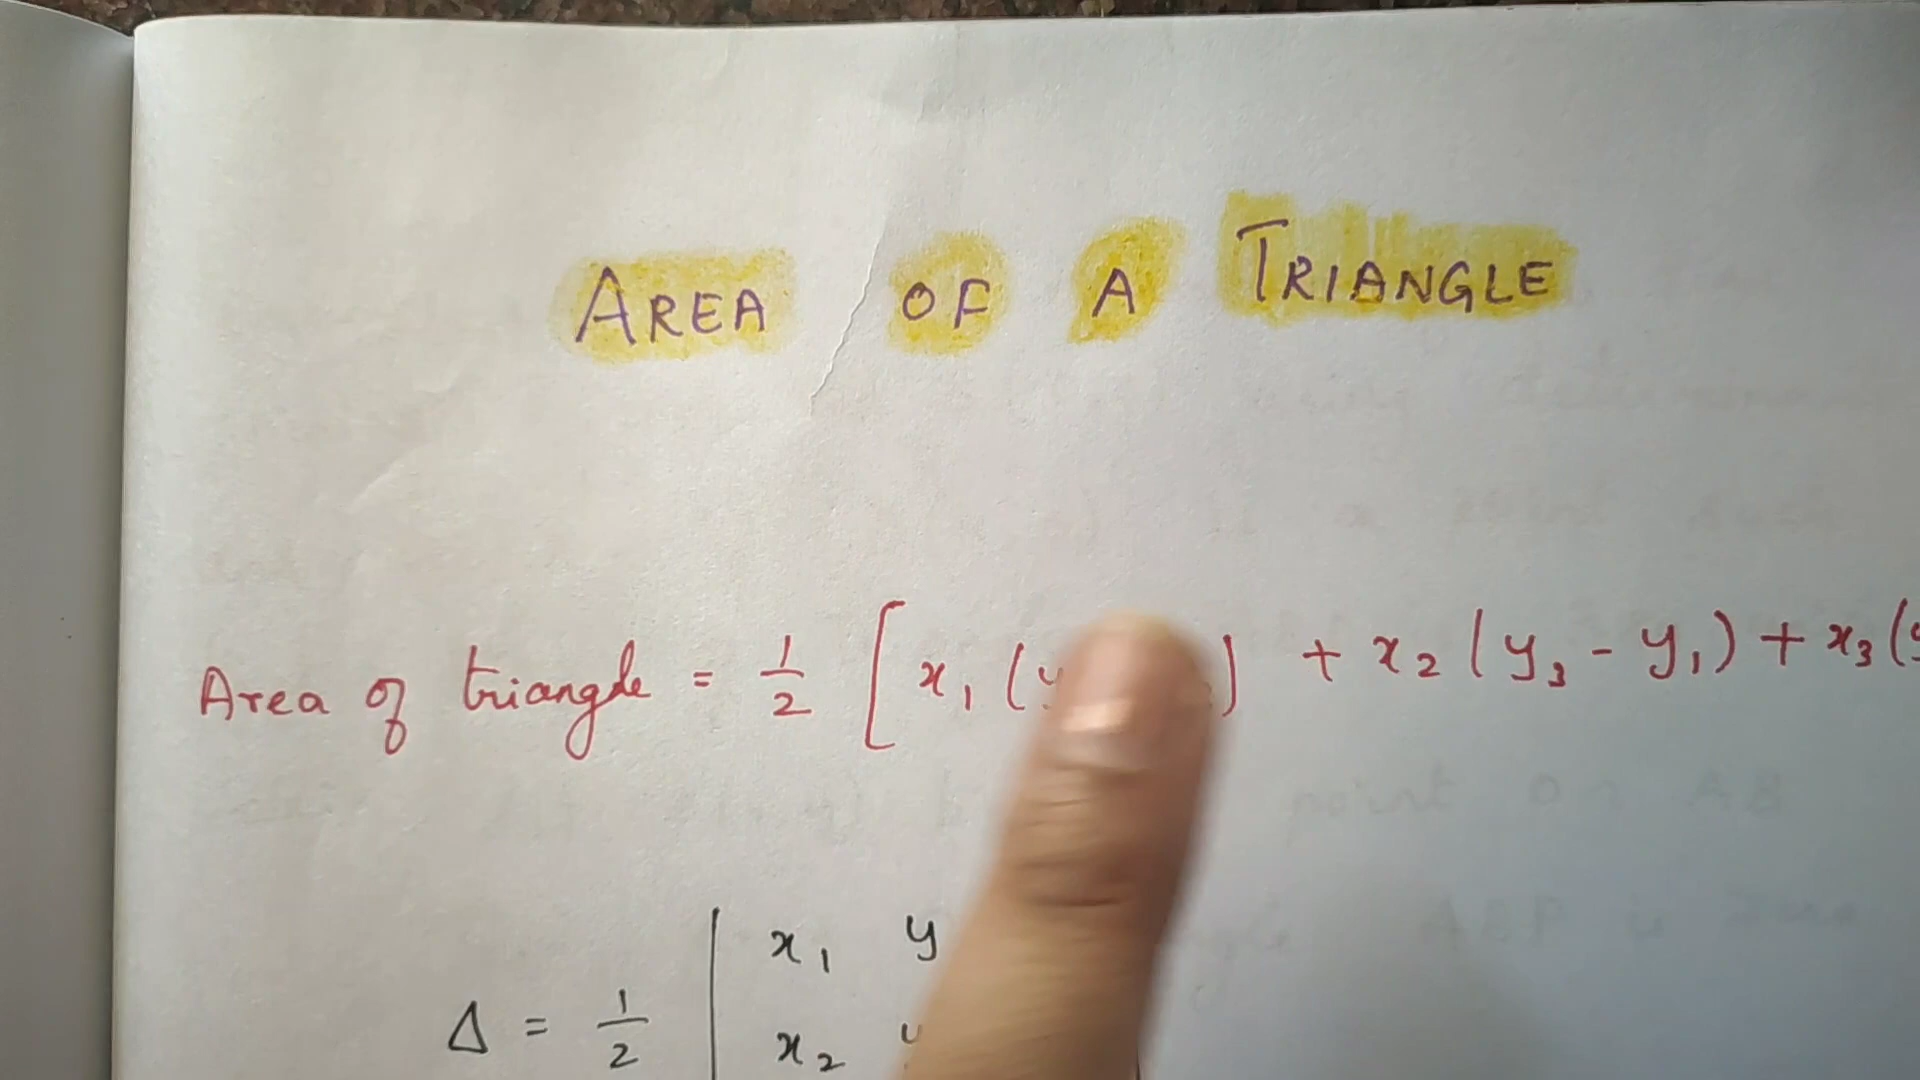 AREA OF A TRIANGLE
Area of triangle = 1/2 [ x₁ ( ) + x₂ (y₃ - y₁) + x₃ (
Δ = 1/2 | x₁ y
x₂